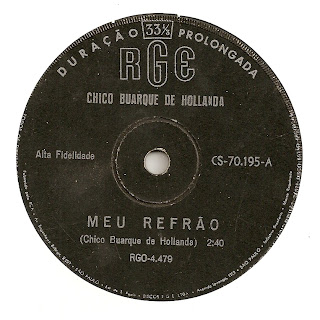 DURAÇÃO 33⅓ PROLONGADA
RGE
CHICO BUARQUE DE HOLLANDA
Alta Fidelidade
CS-70.195-A
MEU REFRÃO
(Chico Buarque de Hollanda) 2:40
RGO-4.479